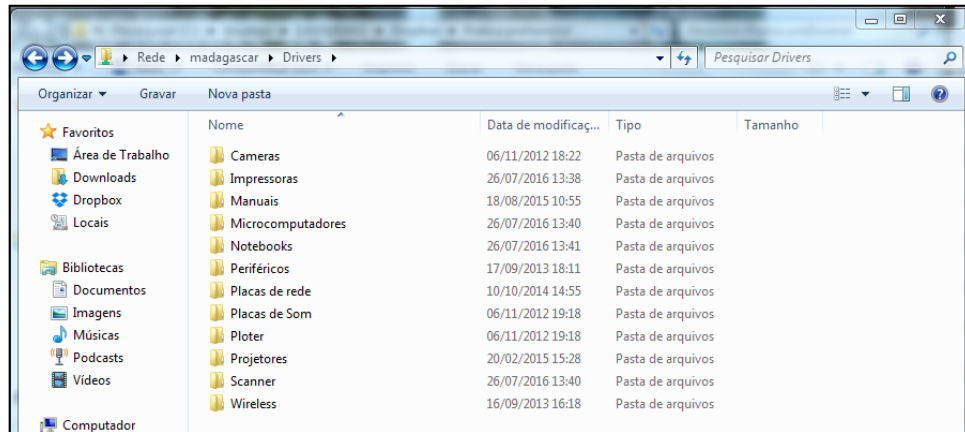 Rede madagascar Drivers
Pesquisar Drivers
Organizar Gravar Nova pasta
Favoritos
Área de Trabalho
Downloads
Dropbox
Locais
Bibliotecas
Documentos
Imagens
Músicas
Podcasts
Vídeos
Computador
Nome Data de modificaç... Tipo Tamanho
Cameras 06/11/2012 18:22 Pasta de arquivos
Impressoras 26/07/2016 13:38 Pasta de arquivos
Manuais 18/08/2015 10:55 Pasta de arquivos
Microcomputadores 26/07/2016 13:40 Pasta de arquivos
Notebooks 26/07/2016 13:41 Pasta de arquivos
Periféricos 17/09/2013 18:11 Pasta de arquivos
Placas de rede 10/10/2014 14:55 Pasta de arquivos
Placas de Som 06/11/2012 19:18 Pasta de arquivos
Ploter 06/11/2012 19:18 Pasta de arquivos
Projetores 20/02/2015 15:28 Pasta de arquivos
Scanner 26/07/2016 13:40 Pasta de arquivos
Wireless 16/09/2013 16:18 Pasta de arquivos